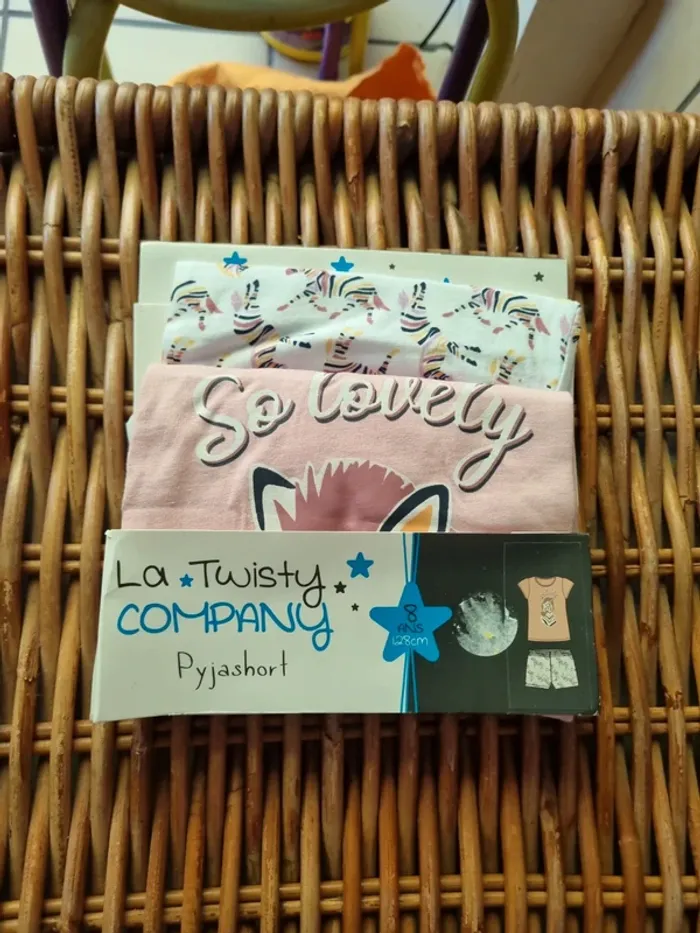 So lovely
La Twisty
COMPANY
Pyjashort
8
ANS
128cm